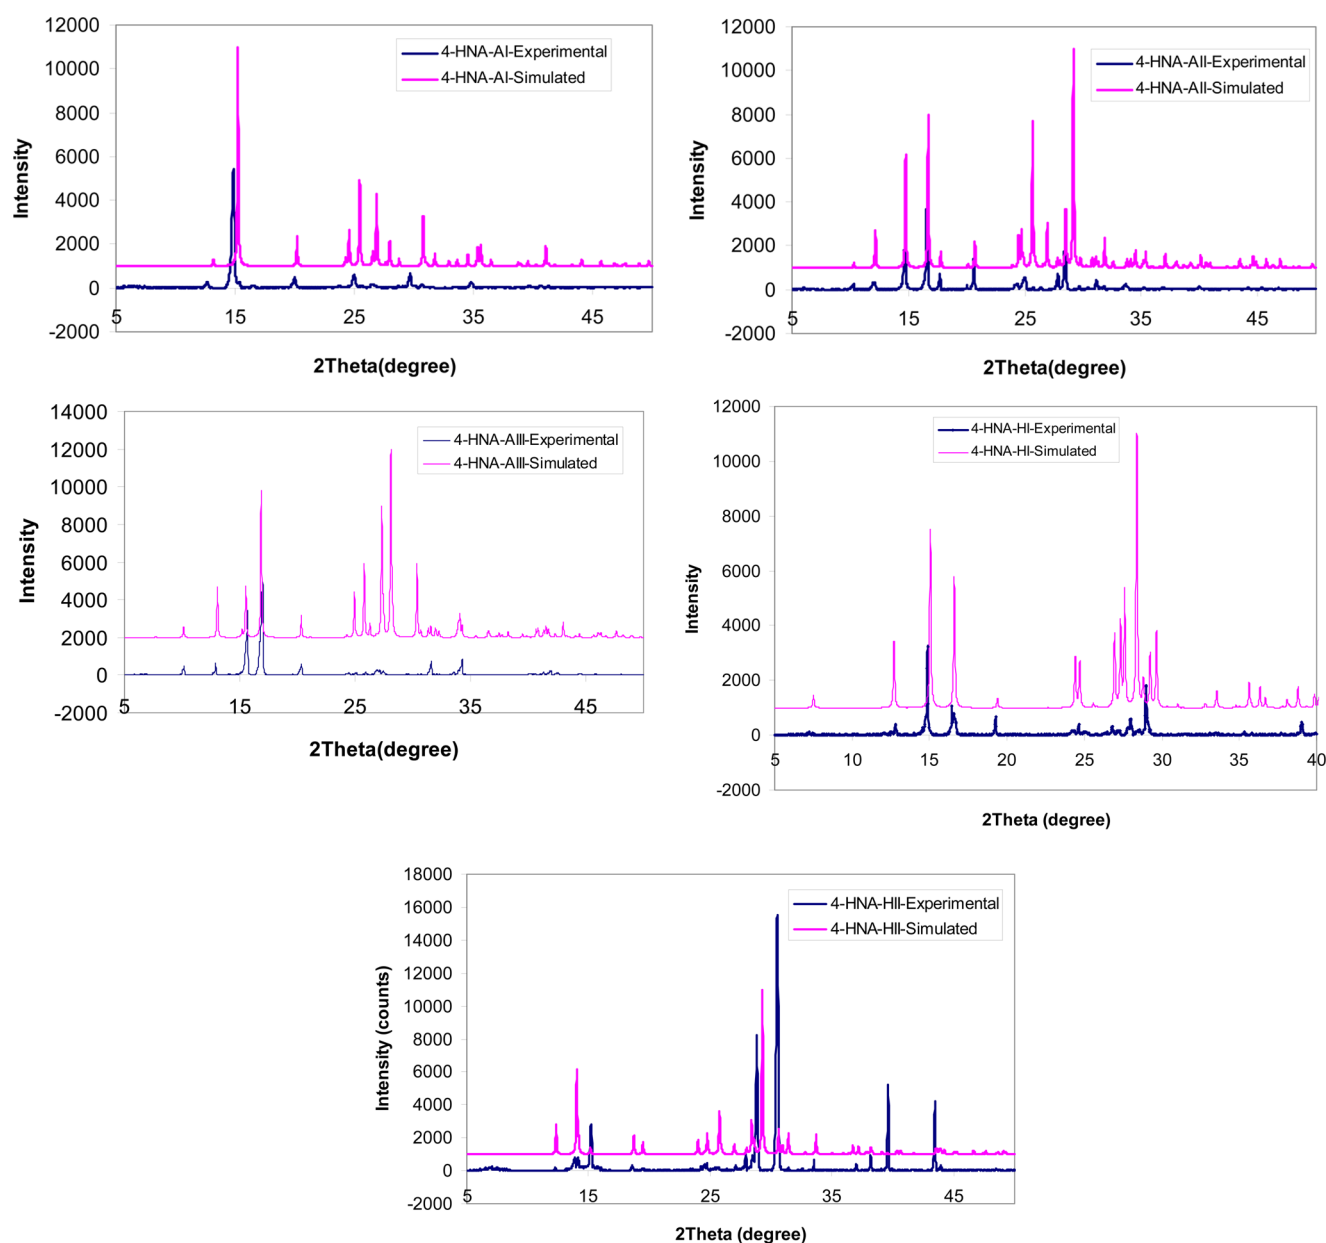 12000
10000
8000
6000
4000
2000
0
-2000
Intensity
4-HNA-AI-Experimental
4-HNA-AI-Simulated
5 15 25 35 45
2Theta(degree)
12000
10000
8000
6000
4000
2000
0
-2000
Intensity
4-HNA-AII-Experimental
4-HNA-AII-Simulated
5 15 25 35 45
2Theta(degree)
14000
12000
10000
8000
6000
4000
2000
0
-2000
Intensity
4-HNA-AIII-Experimental
4-HNA-AIII-Simulated
5 15 25 35 45
2Theta(degree)
12000
10000
8000
6000
4000
2000
0
-2000
Intensity
4-HNA-HI-Experimental
4-HNA-HI-Simulated
5 10 15 20 25 30 35 40
2Theta (degree)
18000
16000
14000
12000
10000
8000
6000
4000
2000
0
-2000
Intensity (counts)
4-HNA-HII-Experimental
4-HNA-HII-Simulated
5 15 25 35 45
2Theta (degree)